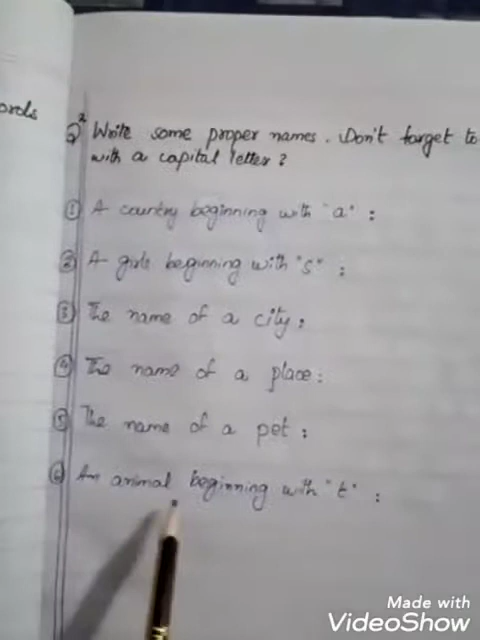 ords
Q2 Write some proper names. Don't forget to
with a capital letter?
① A country beginning with "a" :
② A girls beginning with "s" :
③ The name of a city :
④ The name of a place :
⑤ The name of a pet :
⑥ An animal beginning with "t" :
Made with
VideoShow